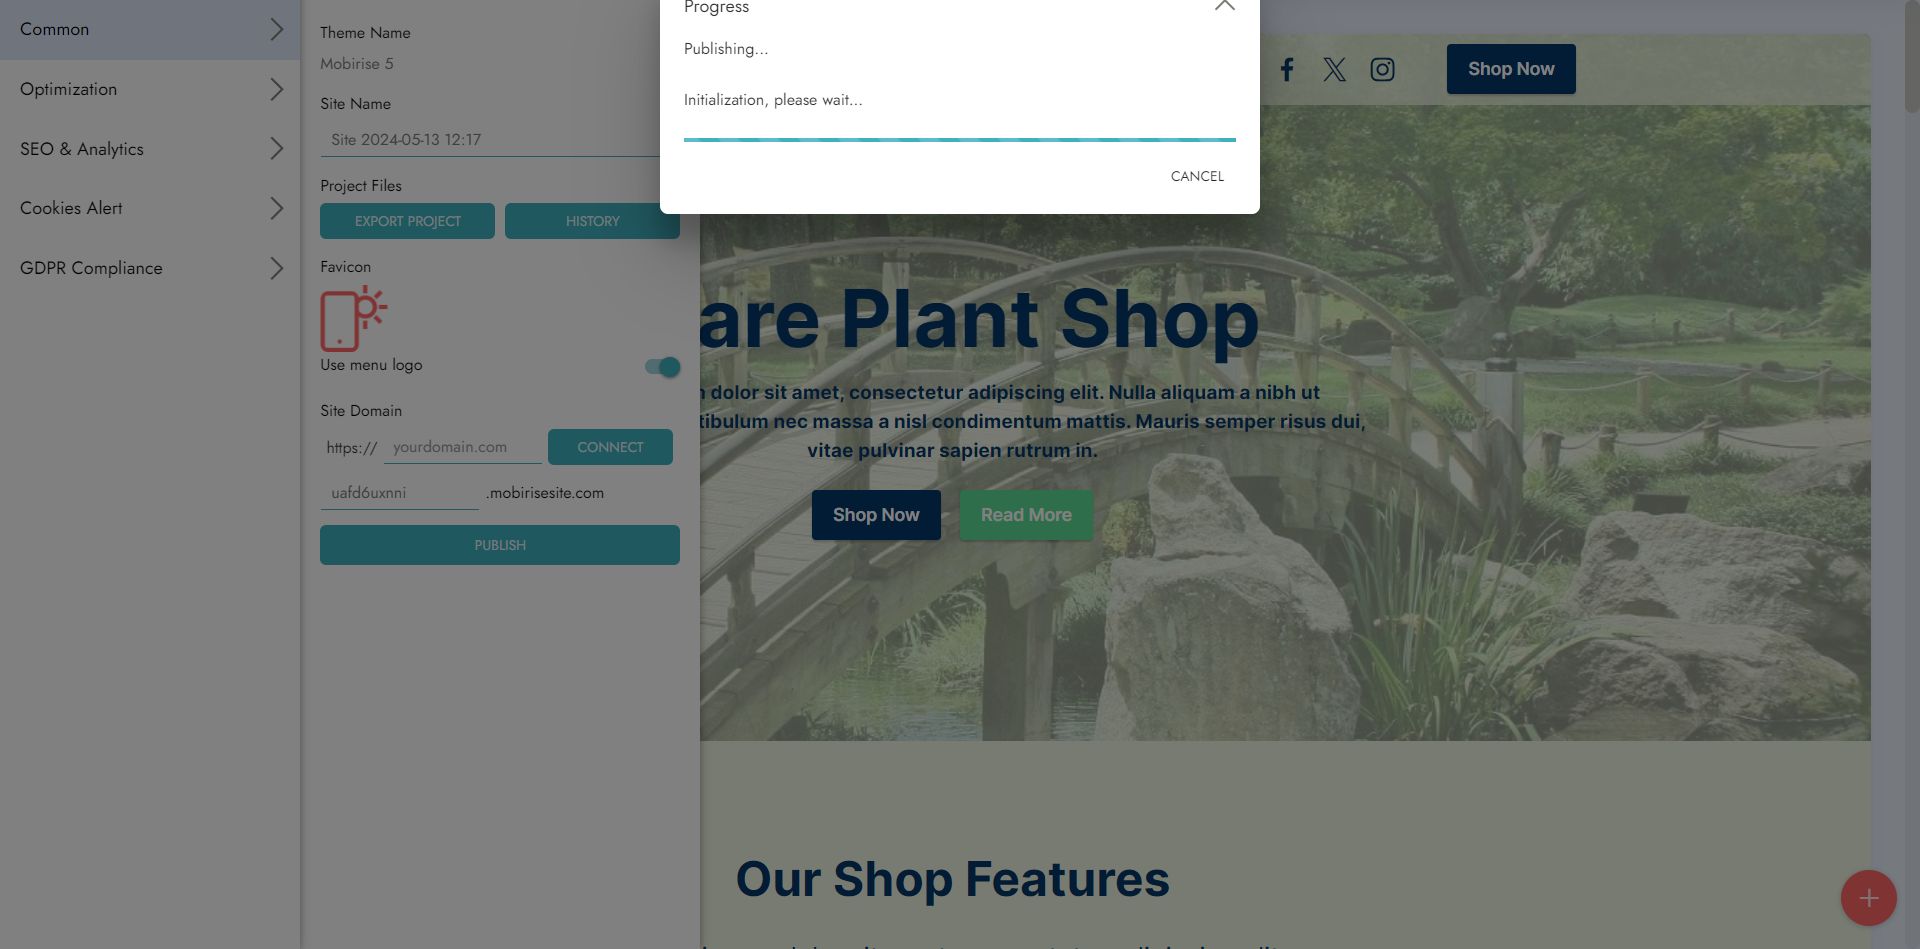 Common
Optimization
SEO & Analytics
Cookies Alert
GDPR Compliance
Theme Name
Mobirise 5
Site Name
Site 2024-05-13 12:17
Project Files
EXPORT PROJECT
HISTORY
Favicon
Use menu logo
Site Domain
https://
yourdomain.com
CONNECT
uafd6uxnni
.mobirisesite.com
PUBLISH
Progress
Publishing...
Initialization, please wait...
CANCEL
Shop Now
Plant Shop
dolor sit amet, consectetur adipiscing elit. Nulla aliquam a nibh ut
nec massa a nisl condimentum mattis. Mauris semper risus dui,
vitae pulvinar sapien rutrum in.
Shop Now
Read More
Our Shop Features